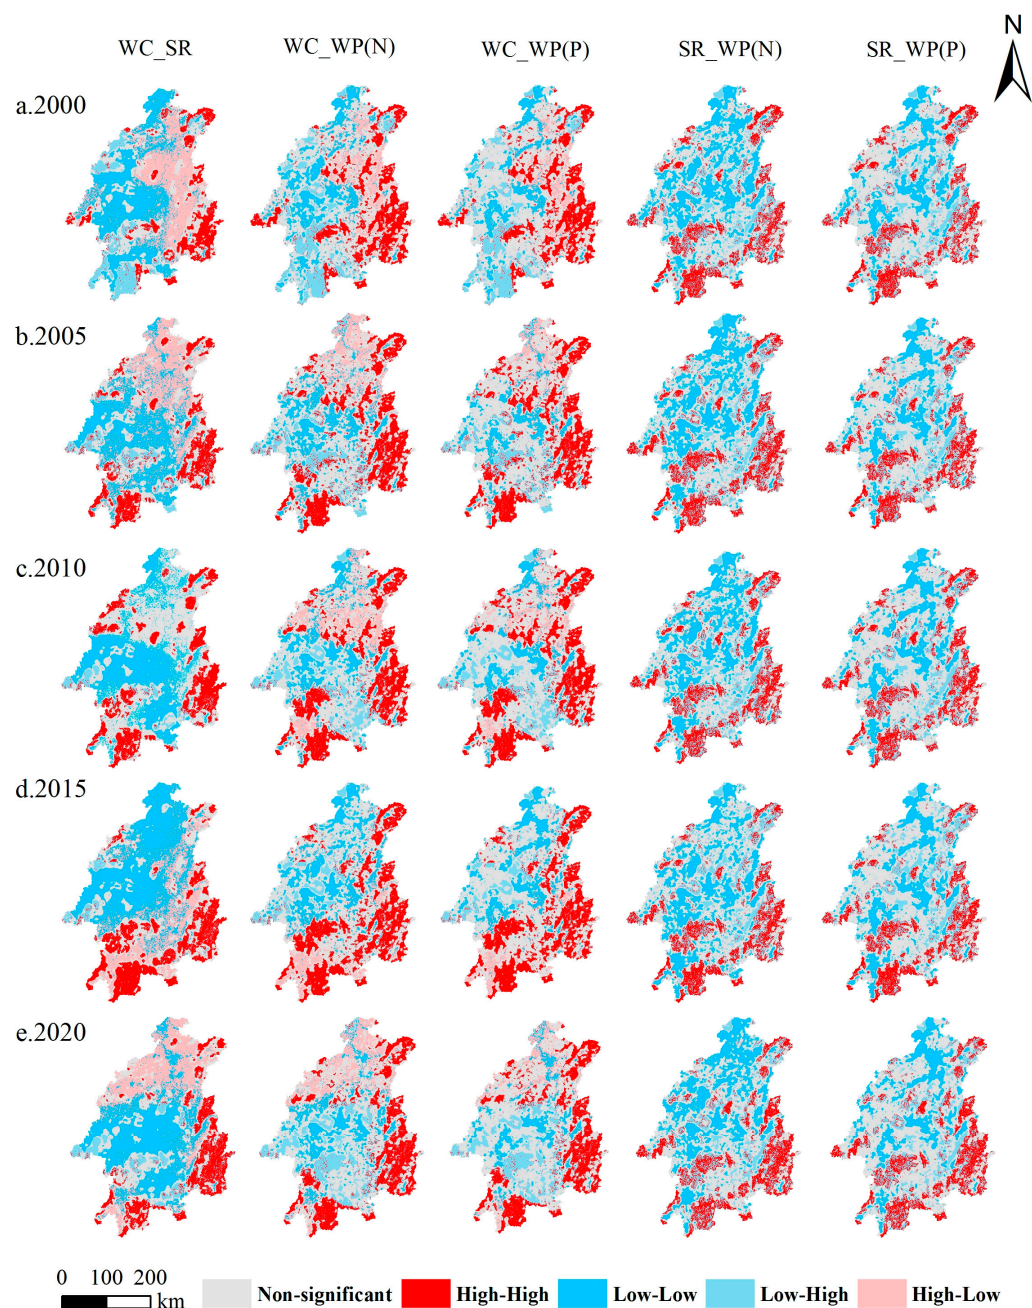 N
WC_SR WC_WP(N) WC_WP(P) SR_WP(N) SR_WP(P)
a.2000
b.2005
c.2010
d.2015
e.2020
0 100 200
km
Non-significant High-High Low-Low Low-High High-Low